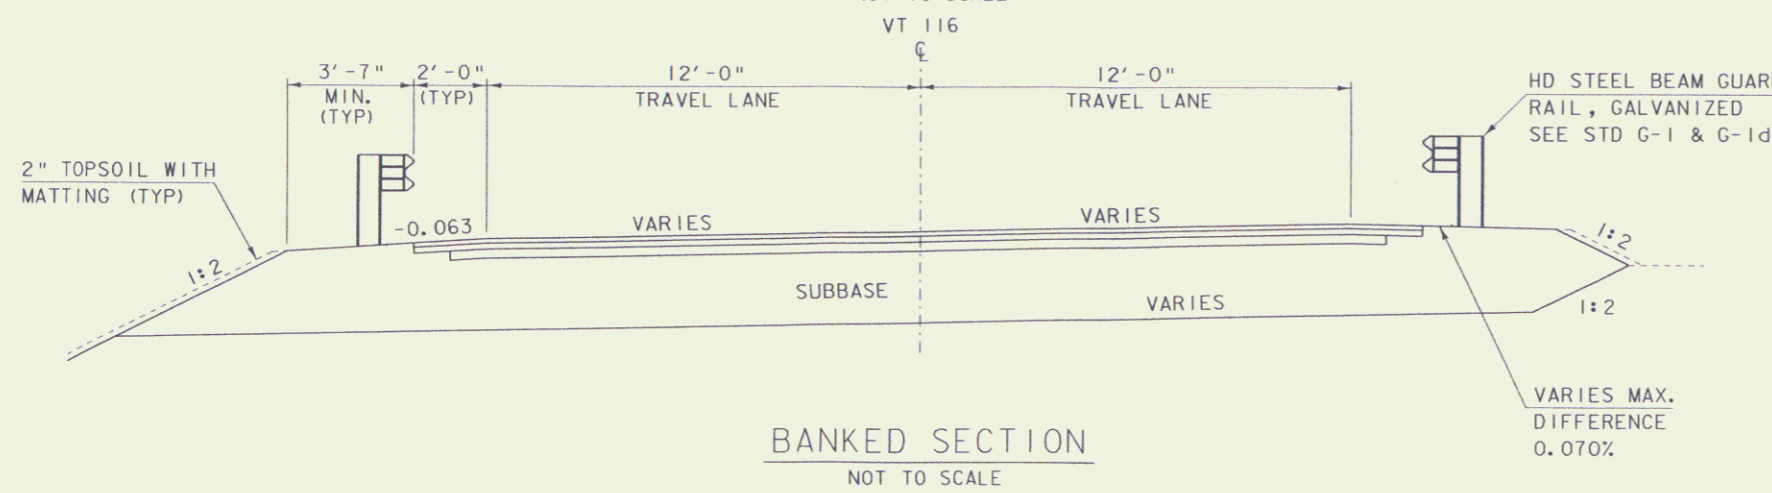 VT 116
℄
3'-7"
MIN.
(TYP)
2'-0"
(TYP)
12'-0"
TRAVEL LANE
12'-0"
TRAVEL LANE
HD STEEL BEAM
RAIL, GALVANIZED
SEE STD G-1 & G-1d
2" TOPSOIL WITH
MATTING (TYP)
-0.063
VARIES
VARIES
1:2
1:2
SUBBASE
VARIES
1:2
VARIES MAX.
DIFFERENCE
0.070%
BANKED SECTION
NOT TO SCALE